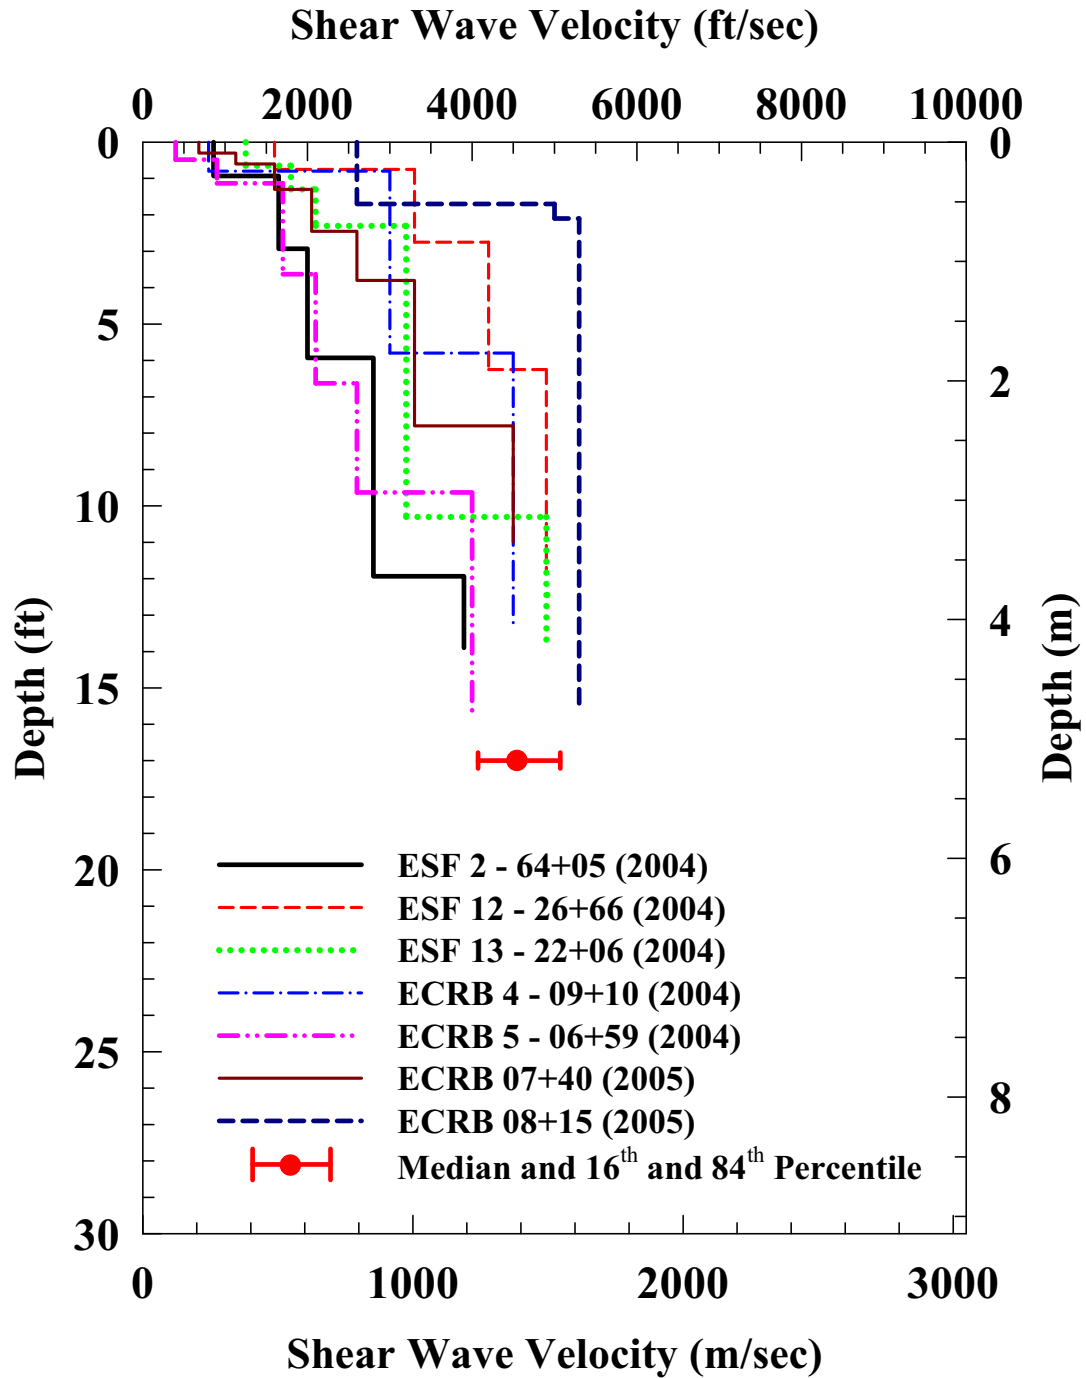 Shear Wave Velocity (ft/sec)
0 2000 4000 6000 8000 10000
0
5
10
15
20
25
30
Depth (ft)
0
2
4
6
8
Depth (m)
ESF 2 - 64+05 (2004)
ESF 12 - 26+66 (2004)
ESF 13 - 22+06 (2004)
ECRB 4 - 09+10 (2004)
ECRB 5 - 06+59 (2004)
ECRB 07+40 (2005)
ECRB 08+15 (2005)
Median and 16th and 84th Percentile
0 1000 2000 3000
Shear Wave Velocity (m/sec)